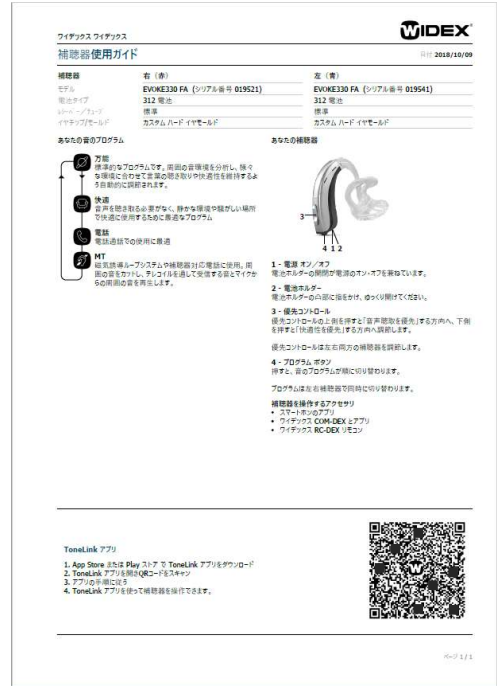 WIDEX
ワイデックス ワイデックス
補聴器使用ガイド
日付 2018/10/09
補聴器 右（赤） 左（青）
モデル EVOKE330 FA (シリアル番号 019521) EVOKE330 FA (シリアル番号 019541)
電池タイプ 312 電池 312 電池
レシーバー／チューブ 標準 標準
イヤチップ/モールド カスタム ハード イヤモールド カスタム ハード イヤモールド
あなたの音のプログラム
万能
標準的なプログラムです。周囲の音環境を分析し、様々
な環境に合わせて言葉の聴き取りや快適性を維持するよ
う自動的に調節されます。
快適
音声を聴き取る必要がなく、静かな環境や騒がしい場所
で快適に使用するために最適なプログラム
電話
電話通話での使用に最適
MT
磁気誘導ループシステムや補聴器対応電話に使用。周
囲の音をカットし、テレコイルを通して受信する音とマイクか
らの周囲の音を再生します。
あなたの補聴器
3
4 1 2
1 - 電源 オン／オフ
電池ホルダーの開閉が電源のオン・オフを兼ねています。
2 - 電池ホルダー
電池ホルダーの凸部に指をかけ、ゆっくり開けてください。
3 - 優先コントロール
優先コントロールの上側を押すと「音声聴取を優先」する方向へ、下側
を押すと「快適性を優先」する方向へ調節します。
優先コントロールは左右両方の補聴器を調節します。
4 - プログラム ボタン
押すと、音のプログラムが順に切り替わります。
プログラムは左右補聴器で同時に切り替わります。
補聴器を操作するアクセサリ
• スマートホンのアプリ
• ワイデックス COM-DEX とアプリ
• ワイデックス RC-DEX リモコン
ToneLink アプリ
1. App Store または Play ストア で ToneLink アプリをダウンロード
2. ToneLink アプリを開きQRコードをスキャン
3. アプリの手順に従う
4. ToneLink アプリを使って補聴器を操作できます。
W
ページ 1 / 1